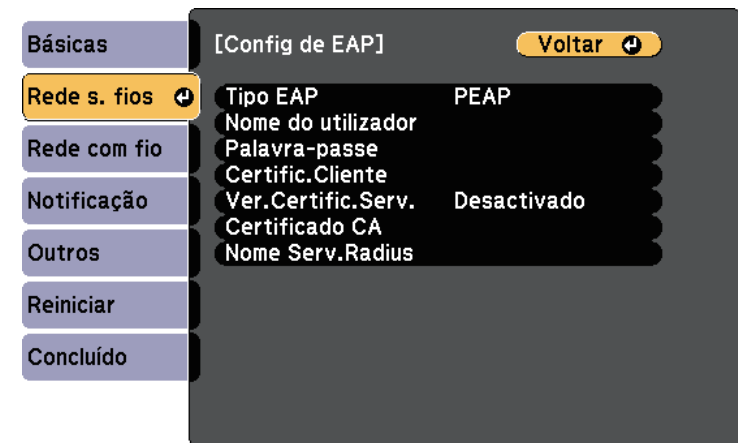 Básicas
Rede s. fios
Rede com fio
Notificação
Outros
Reiniciar
Concluído
[Config de EAP]
Voltar
Tipo EAP PEAP
Nome do utilizador
Palavra-passe
Certific.Cliente
Ver.Certific.Serv. Desactivado
Certificado CA
Nome Serv.Radius